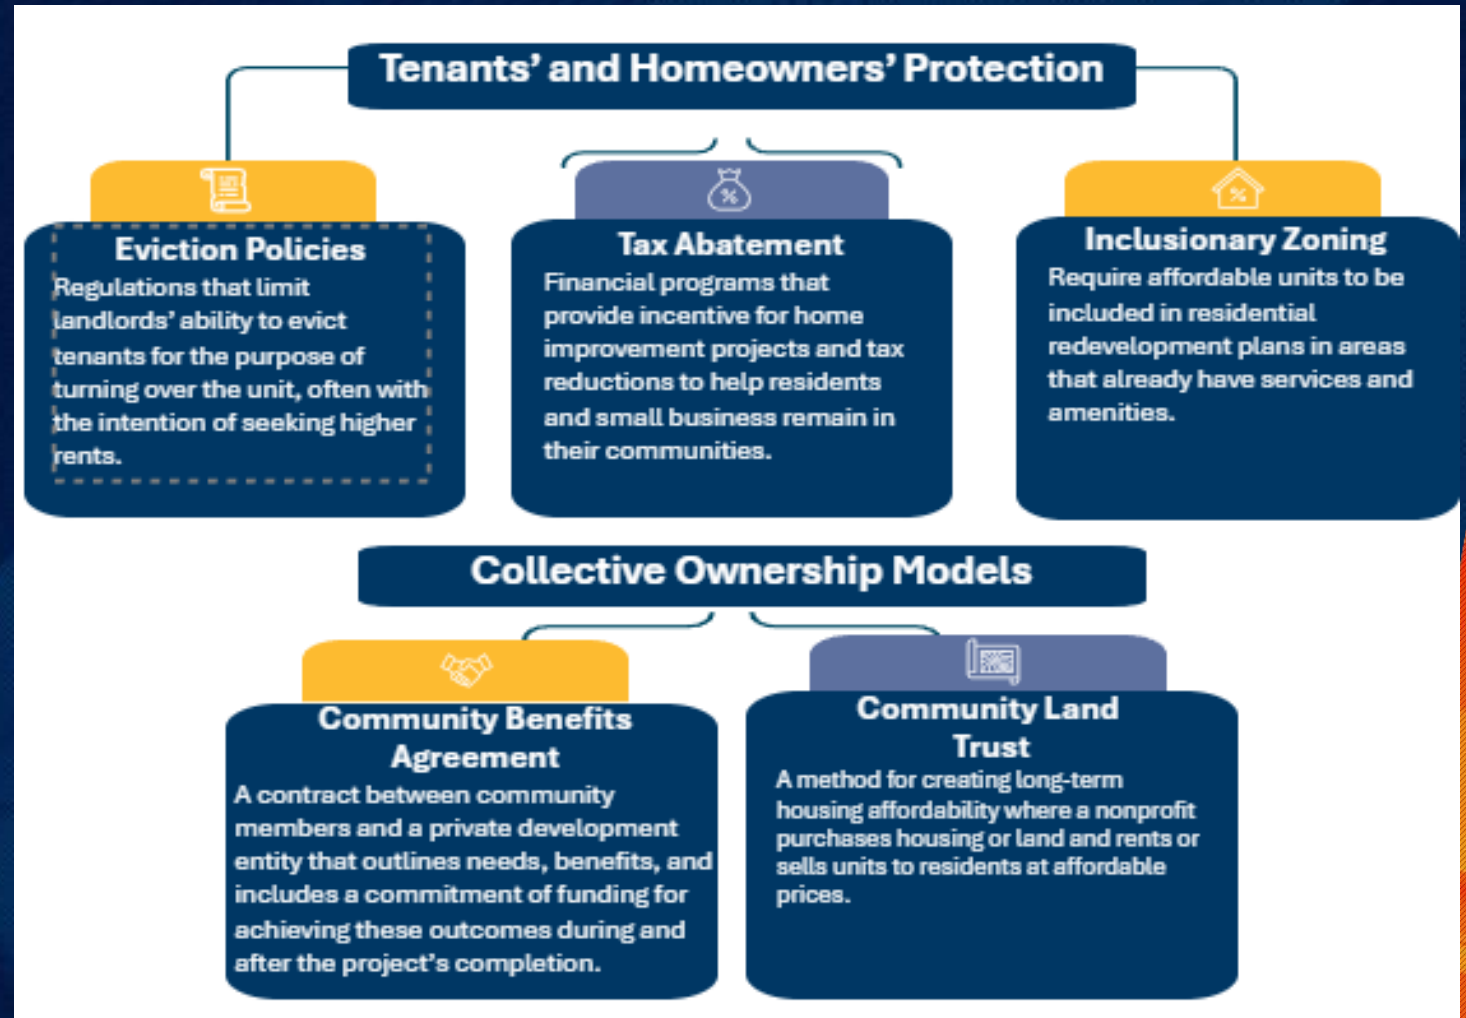 Tenants’ and Homeowners’ Protection
Eviction Policies
Regulations that limit
landlords’ ability to evict
tenants for the purpose of
turning over the unit, often with
the intention of seeking higher
rents.
Tax Abatement
Financial programs that
provide incentive for home
improvement projects and tax
reductions to help residents
and small business remain in
their communities.
Inclusionary Zoning
Require affordable units to be
included in residential
redevelopment plans in areas
that already have services and
amenities.
Collective Ownership Models
Community Benefits
Agreement
A contract between community
members and a private development
entity that outlines needs, benefits, and
includes a commitment of funding for
achieving these outcomes during and
after the project’s completion.
Community Land
Trust
A method for creating long-term
housing affordability where a nonprofit
purchases housing or land and rents or
sells units to residents at affordable
prices.